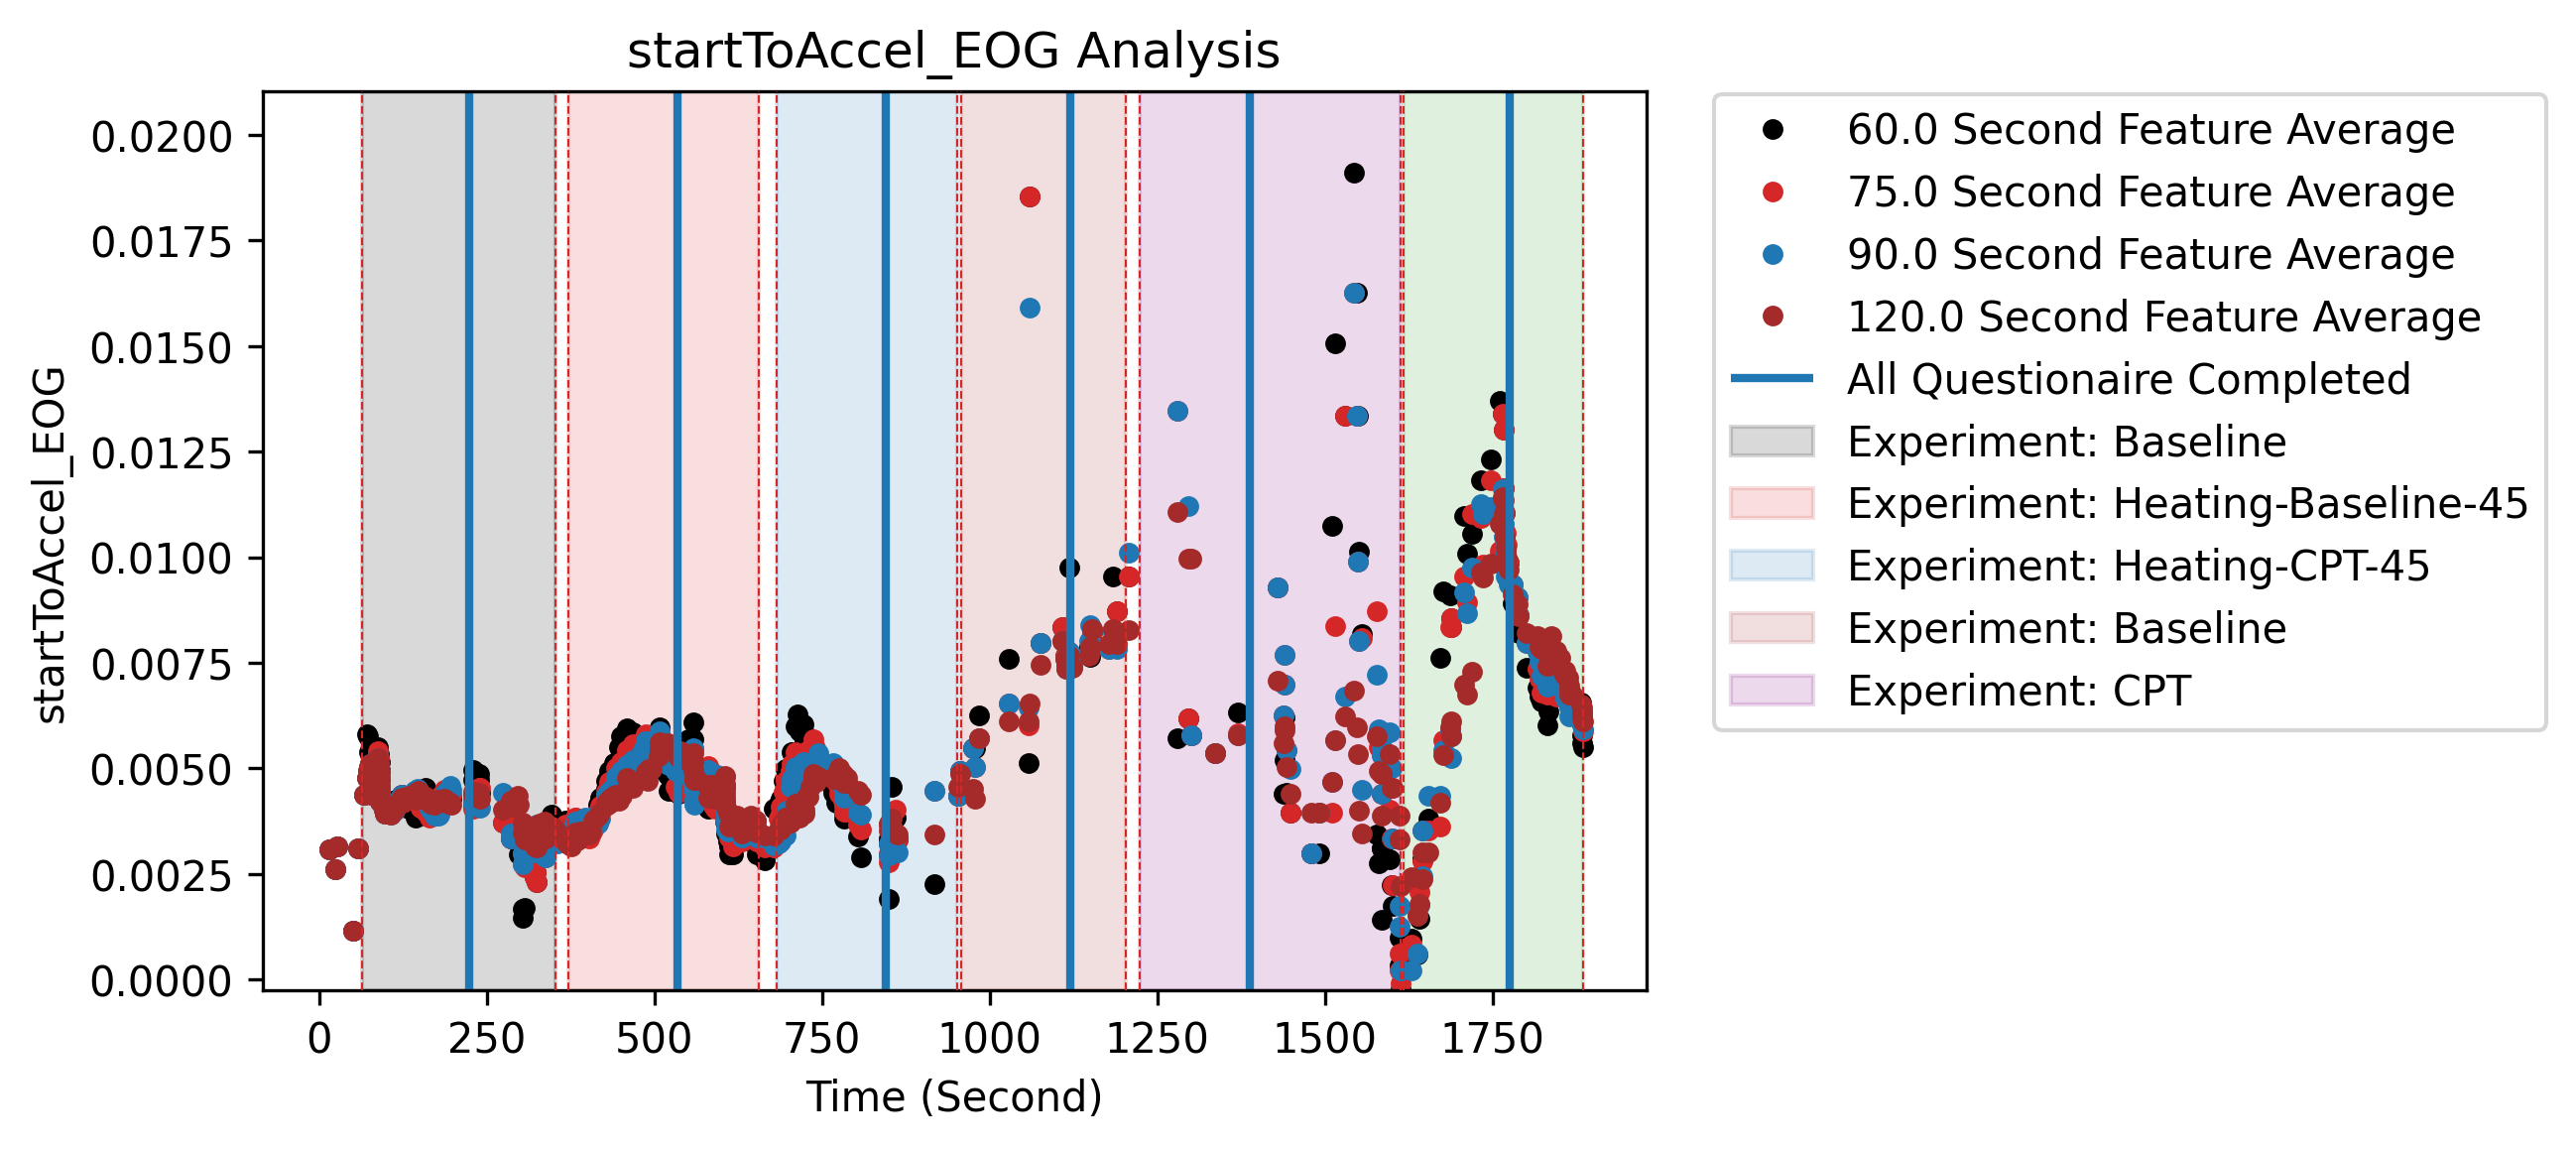 startToAccel_EOG Analysis
0.0200
0.0175
0.0150
0.0125
0.0100
0.0075
0.0050
0.0025
0.0000
startToAccel_EOG
0 250 500 750 1000 1250 1500 1750
Time (Second)
60.0 Second Feature Average
75.0 Second Feature Average
90.0 Second Feature Average
120.0 Second Feature Average
All Questionaire Completed
Experiment: Baseline
Experiment: Heating-Baseline-45
Experiment: Heating-CPT-45
Experiment: Baseline
Experiment: CPT